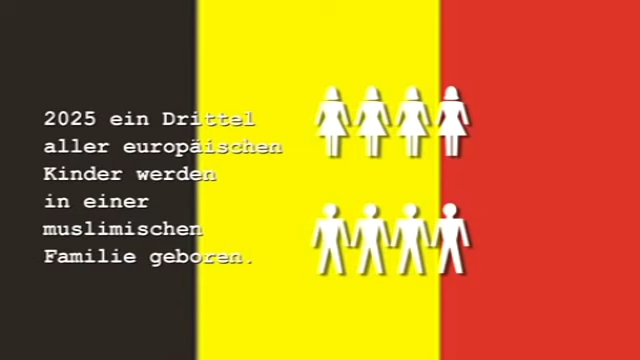 2025 ein Drittel
aller europäischen
Kinder werden
in einer
muslimischen
Familie geboren.